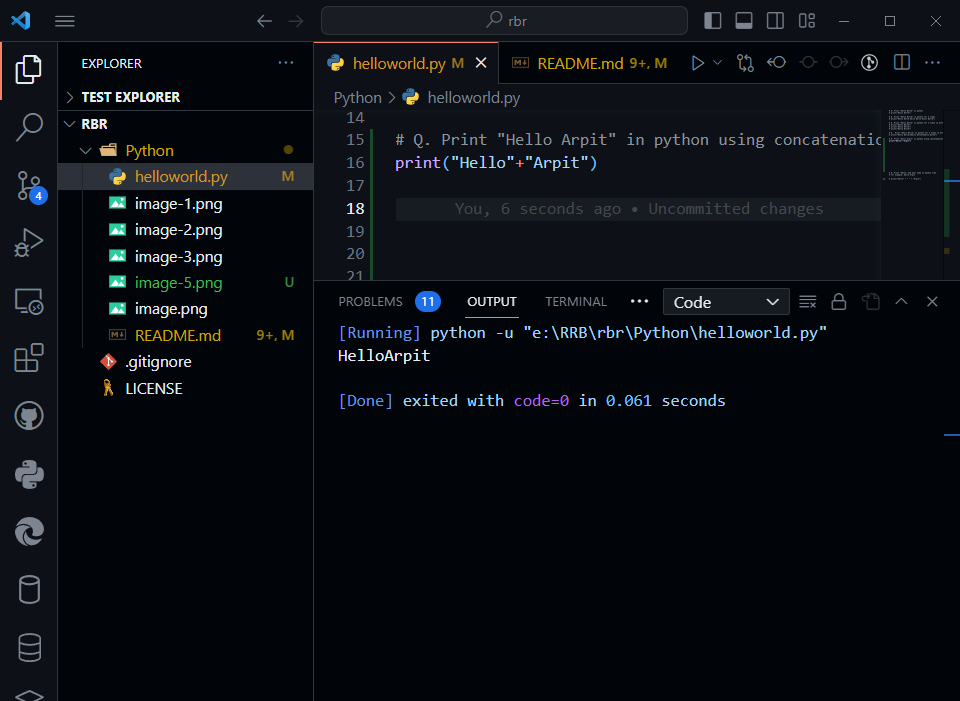 rbr
EXPLORER
TEST EXPLORER
RBR
Python
helloworld.py M
image-1.png
image-2.png
image-3.png
image-5.png U
image.png
README.md 9+, M
.gitignore
LICENSE
4
helloworld.py M
README.md 9+, M
Python > helloworld.py
14
15 # Q. Print "Hello Arpit" in python using concatenatio
16 print("Hello"+"Arpit")
17
18 You, 6 seconds ago • Uncommitted changes
19
20
21
PROBLEMS 11 OUTPUT TERMINAL ··· Code
[Running] python -u "e:\RRB\rbr\Python\helloworld.py"
HelloArpit
[Done] exited with code=0 in 0.061 seconds